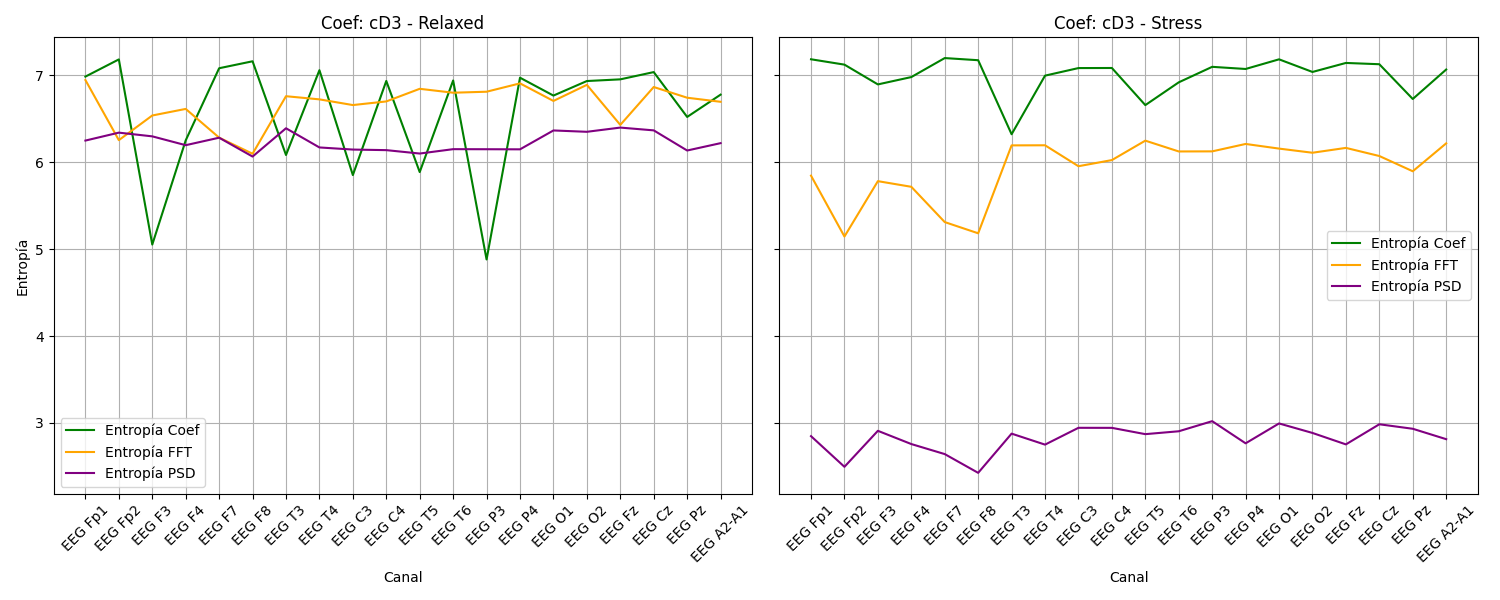 Coef: cD3 - Relaxed
Entropía
7
6
5
4
3
Entropía Coef
Entropía FFT
Entropía PSD
EEG Fp1
EEG Fp2
EEG F3
EEG F4
EEG F7
EEG F8
EEG T3
EEG T4
EEG C3
EEG C4
EEG T5
EEG T6
EEG P3
EEG P4
EEG O1
EEG O2
EEG Fz
EEG Cz
EEG Pz
EEG A2-A1
Canal
Coef: cD3 - Stress
Entropía Coef
Entropía FFT
Entropía PSD
EEG Fp1
EEG Fp2
EEG F3
EEG F4
EEG F7
EEG F8
EEG T3
EEG T4
EEG C3
EEG C4
EEG T5
EEG T6
EEG P3
EEG P4
EEG O1
EEG O2
EEG Fz
EEG Cz
EEG Pz
EEG A2-A1
Canal